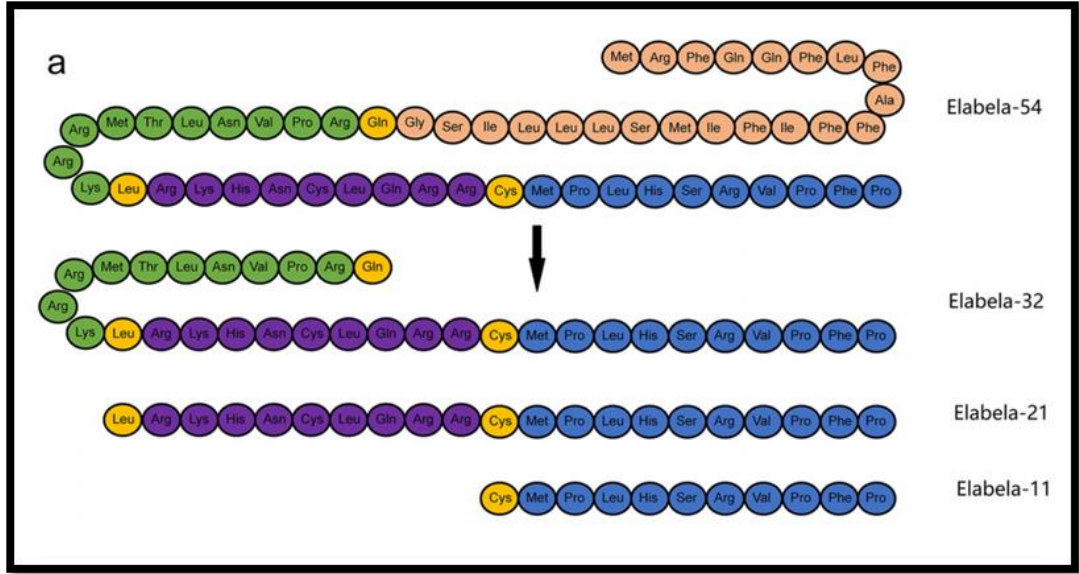 a
Met Arg Phe Gln Gln Phe Leu Phe
Ala
Elabela-54
Arg Met Thr Leu Asn Val Pro Arg Gln Gly Ser Ile Leu Leu Leu Ser Met Ile Phe Ile Phe Phe
Arg
Lys Leu Arg Lys His Asn Cys Leu Gln Arg Arg Cys Met Pro Leu His Ser Arg Val Pro Phe Pro
Arg Met Thr Leu Asn Val Pro Arg Gln
Arg
Elabela-32
Lys Leu Arg Lys His Asn Cys Leu Gln Arg Arg Cys Met Pro Leu His Ser Arg Val Pro Phe Pro
Leu Arg Lys His Asn Cys Leu Gln Arg Arg Cys Met Pro Leu His Ser Arg Val Pro Phe Pro
Elabela-21
Cys Met Pro Leu His Ser Arg Val Pro Phe Pro
Elabela-11